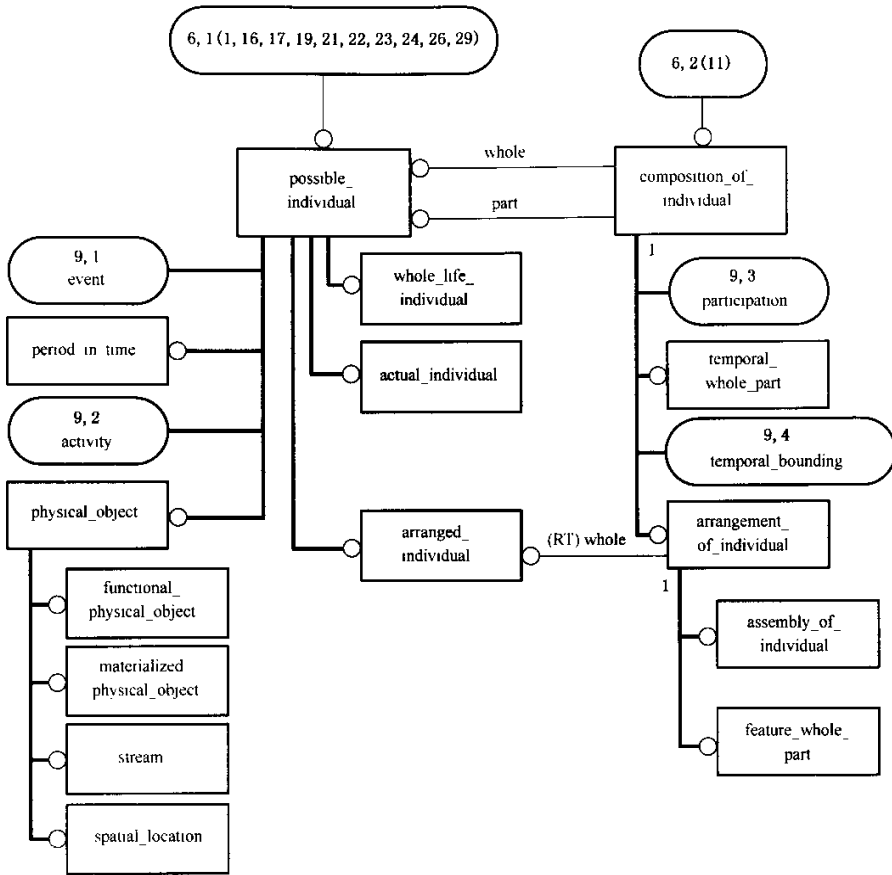 6, 1 (1, 16, 17, 19, 21, 22, 23, 24, 26, 29)
6, 2 (11)
possible_
individual
whole
part
composition_of_
individual
1
9, 1
event
whole_life_
individual
9, 3
participation
period in time
actual_individual
temporal_
whole_part
9, 2
activity
9, 4
temporal_bounding
physical_object
arranged_
individual
(RT) whole
arrangement_
of_individual
1
functional_
physical_object
assembly_of_
individual
materialized
physical_object
stream
feature_whole_
part
spatial_location